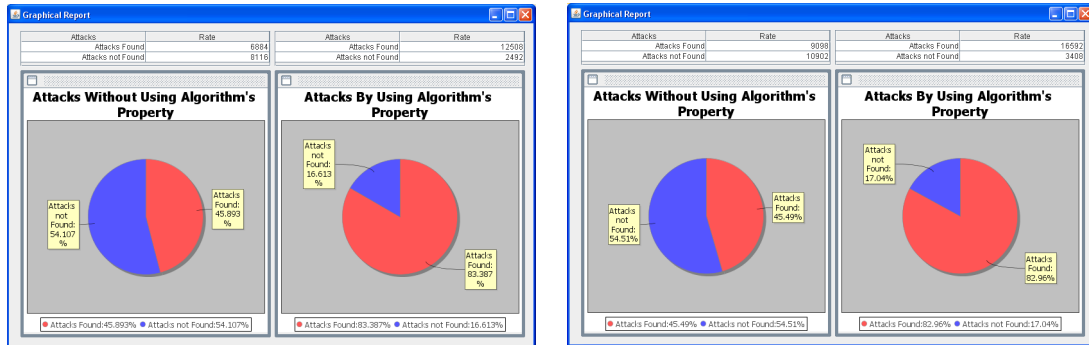 Graphical Report
Attacks Rate
Attacks Found 6884
Attacks not Found 8116
Attacks Rate
Attacks Found 12508
Attacks not Found 2492
Attacks Without Using Algorithm's
Property
Attacks
not
Found:
54.107
%
Attacks
Found:
45.893
%
Attacks Found:45.893% Attacks not Found:54.107%
Attacks By Using Algorithm's
Property
Attacks
not
Found:
16.613
%
Attacks
Found:
83.387
%
Attacks Found:83.387% Attacks not Found:16.613%
Graphical Report
Attacks Rate
Attacks Found 9098
Attacks not Found 10902
Attacks Rate
Attacks Found 16592
Attacks not Found 3408
Attacks Without Using Algorithm's
Property
Attacks
not
Found:
54.51%
Attacks
Found:
45.49%
Attacks Found:45.49% Attacks not Found:54.51%
Attacks By Using Algorithm's
Property
Attacks
not
Found:
17.04%
Attacks
Found:
82.96%
Attacks Found:82.96% Attacks not Found:17.04%